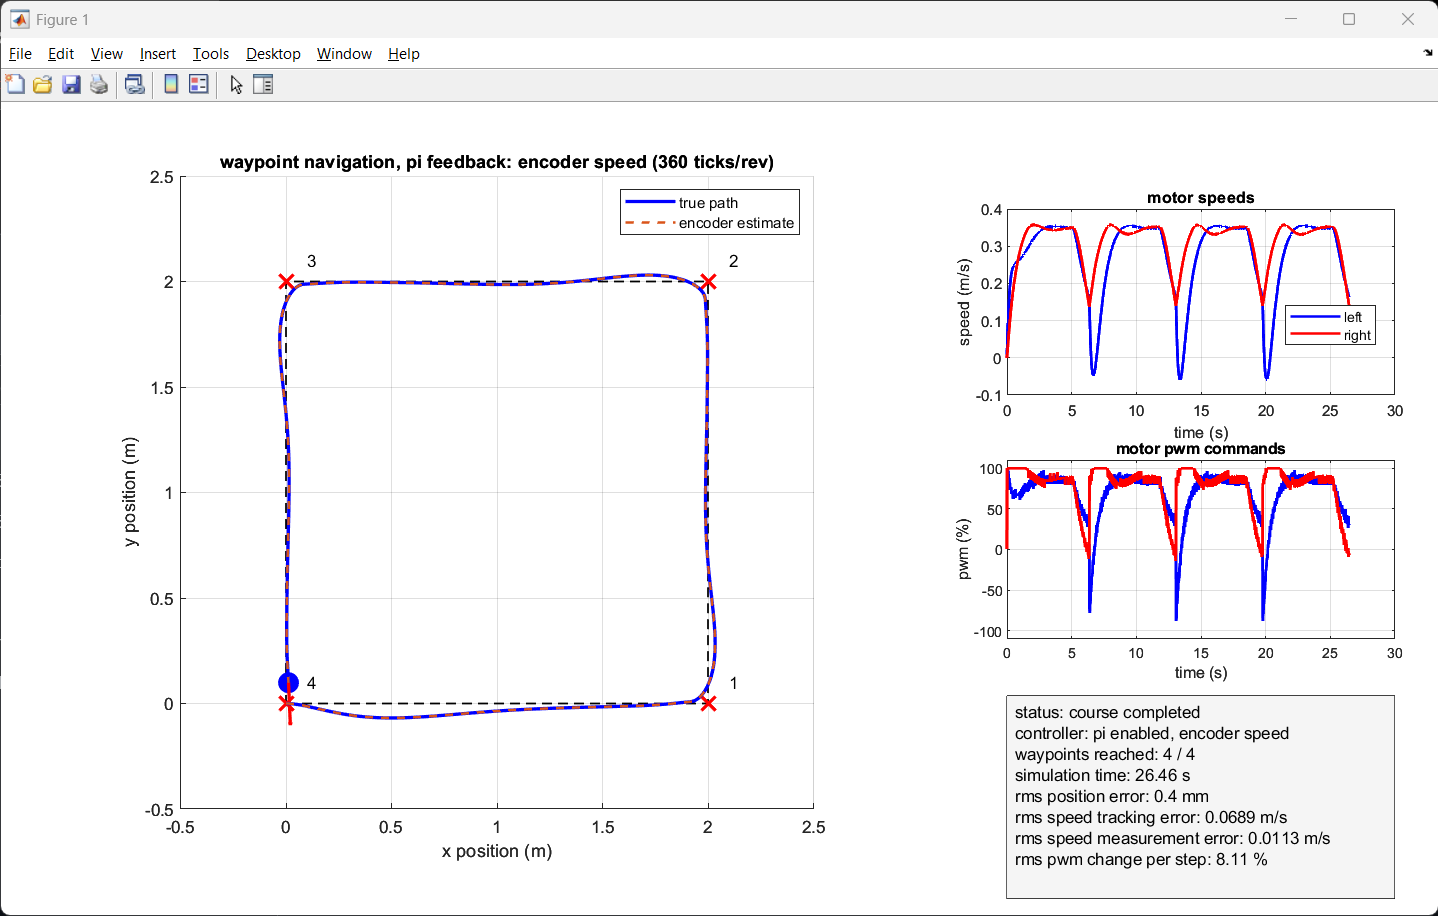 Figure 1
File Edit View Insert Tools Desktop Window Help
waypoint navigation, pi feedback: encoder speed (360 ticks/rev)
2.5
2
1.5
1
0.5
0
-0.5
y position (m)
-0.5 0 0.5 1 1.5 2 2.5
x position (m)
true path
encoder estimate
3
2
4
1
motor speeds
0.4
0.3
0.2
0.1
0
-0.1
speed (m/s)
left
right
0 5 10 15 20 25 30
time (s)
motor pwm commands
100
50
0
-50
-100
pwm (%)
0 5 10 15 20 25 30
time (s)
status: course completed
controller: pi enabled, encoder speed
waypoints reached: 4 / 4
simulation time: 26.46 s
rms position error: 0.4 mm
rms speed tracking error: 0.0689 m/s
rms speed measurement error: 0.0113 m/s
rms pwm change per step: 8.11 %